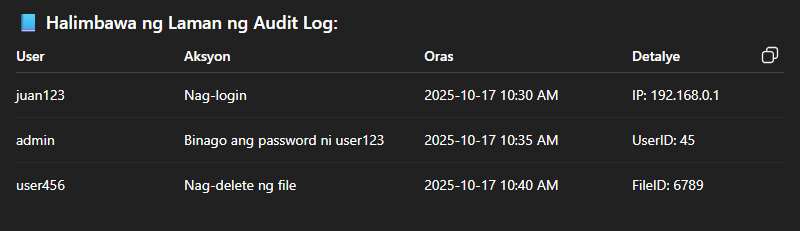 Halimbawa ng Laman ng Audit Log:
User Aksyon Oras Detalye
juan123 Nag-login 2025-10-17 10:30 AM IP: 192.168.0.1
admin Binago ang password ni user123 2025-10-17 10:35 AM UserID: 45
user456 Nag-delete ng file 2025-10-17 10:40 AM FileID: 6789